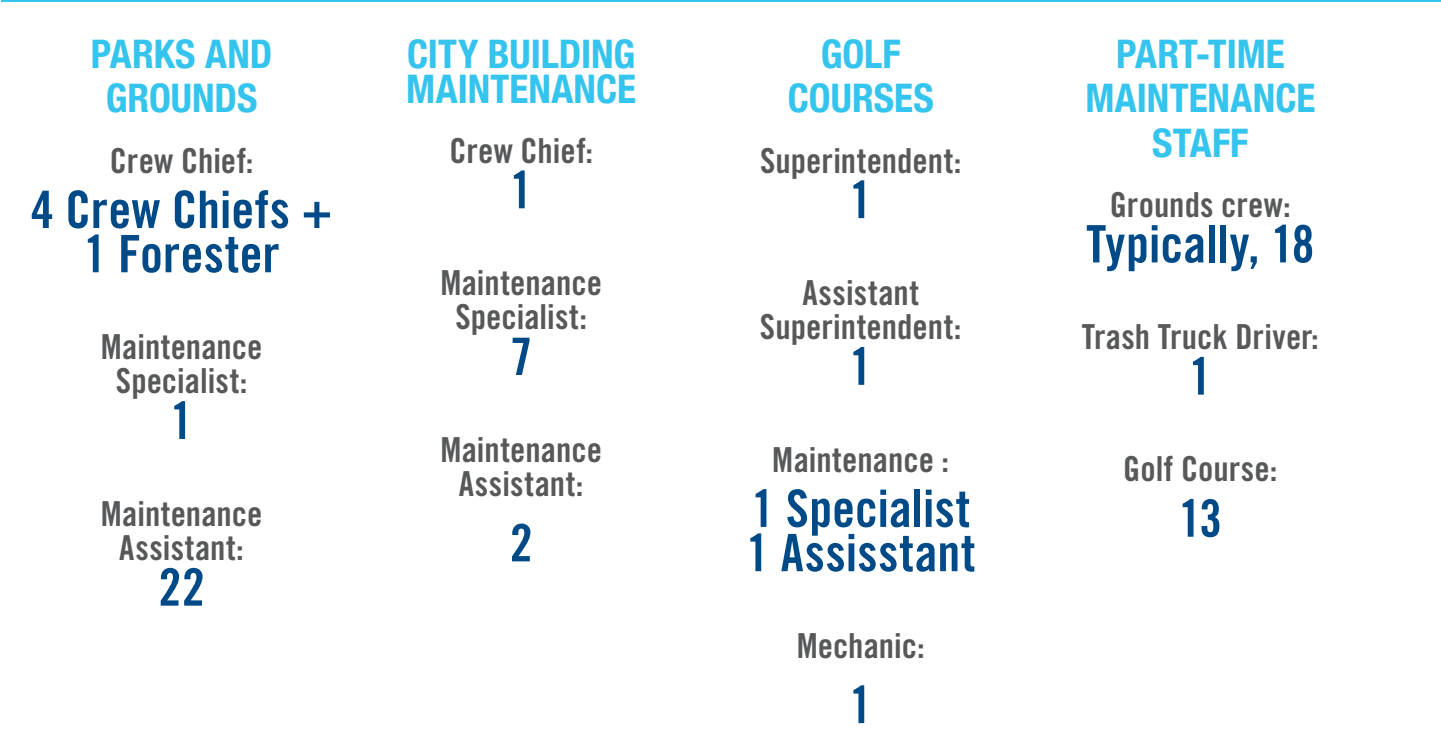 PARKS AND
GROUNDS
Crew Chief:
4 Crew Chiefs +
1 Forester
Maintenance
Specialist:
1
Maintenance
Assistant:
22
CITY BUILDING
MAINTENANCE
Crew Chief:
1
Maintenance
Specialist:
7
Maintenance
Assistant:
2
GOLF
COURSES
Superintendent:
1
Assistant
Superintendent:
1
Maintenance :
1 Specialist
1 Assisstant
Mechanic:
1
PART-TIME
MAINTENANCE
STAFF
Grounds crew:
Typically, 18
Trash Truck Driver:
1
Golf Course:
13